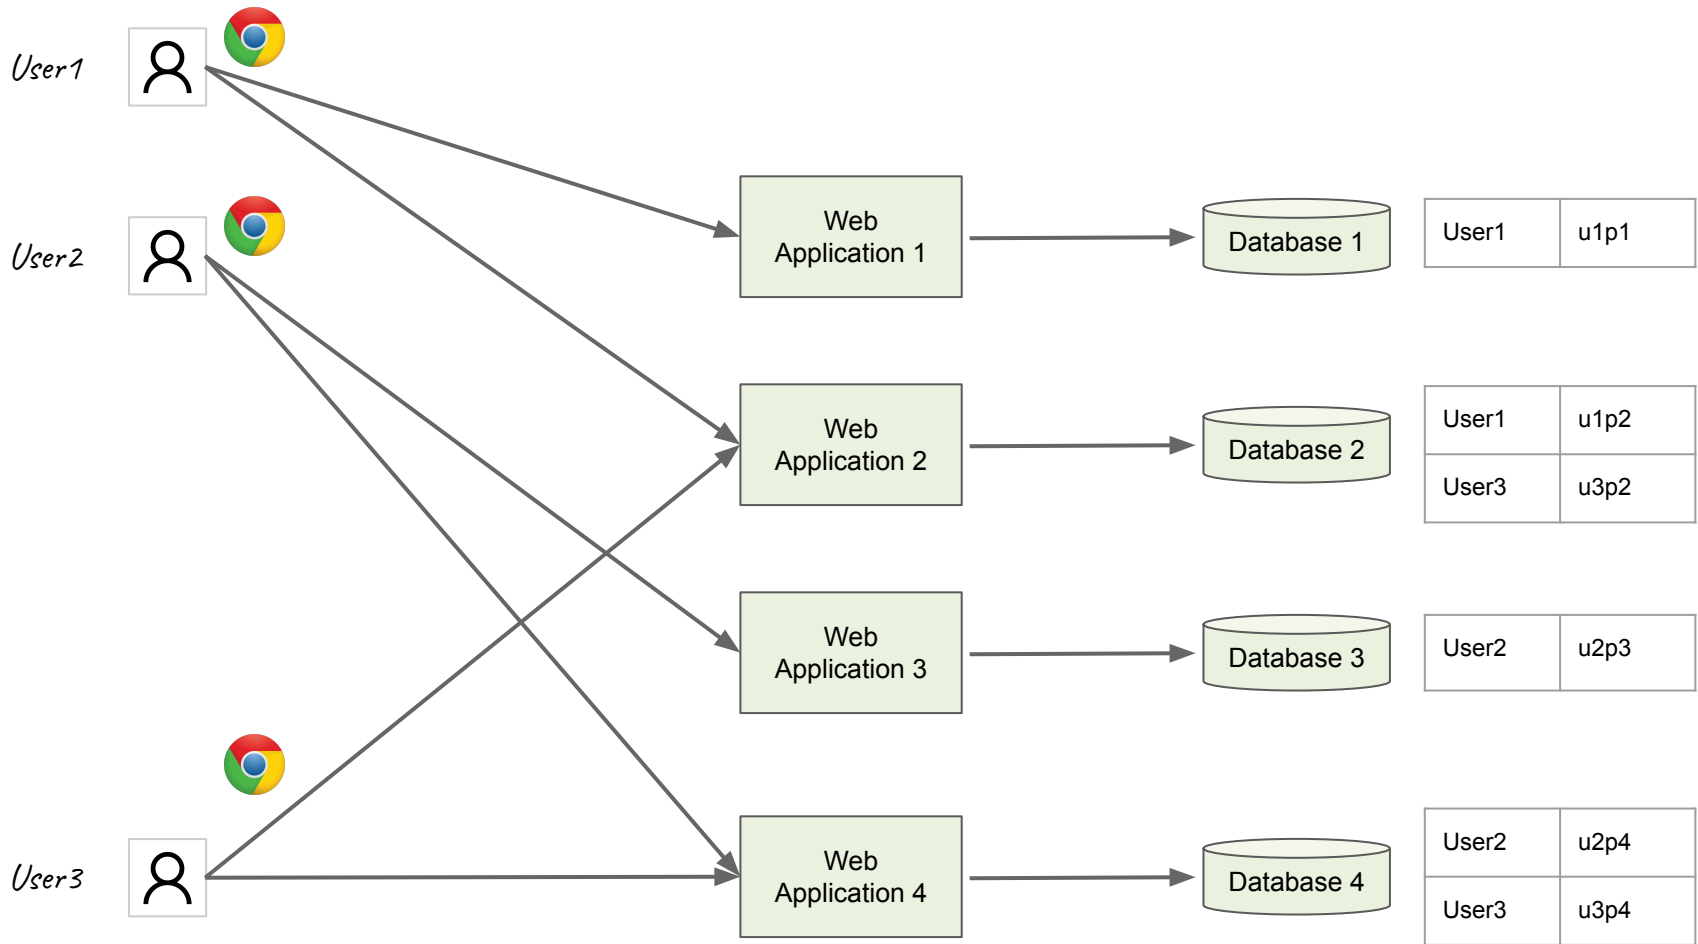 User1
Web
Application 1
Database 1
User1 u1p1
User2
Web
Application 2
Database 2
User1 u1p2
User3 u3p2
Web
Application 3
Database 3
User2 u2p3
User3
Web
Application 4
Database 4
User2 u2p4
User3 u3p4